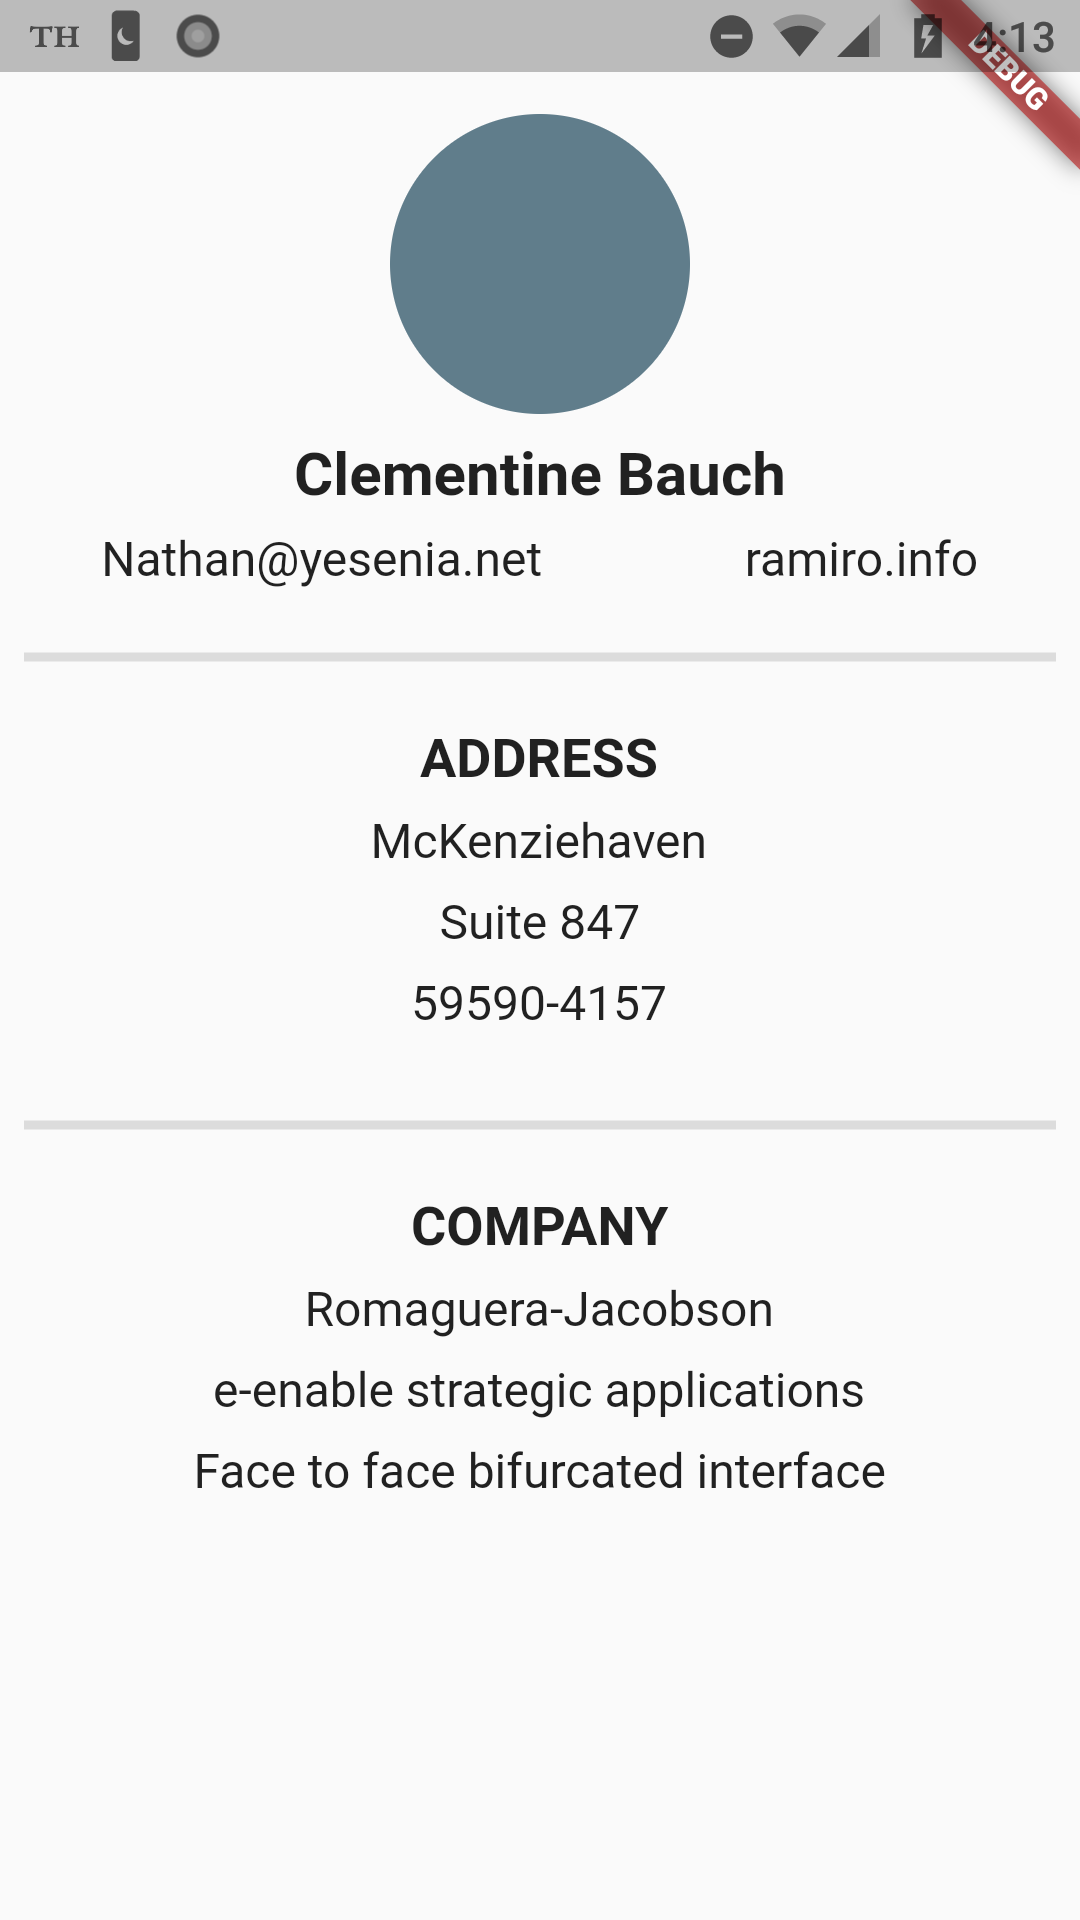 TH 4:13
DEBUG
Clementine Bauch
Nathan@yesenia.net ramiro.info
ADDRESS
McKenziehaven
Suite 847
59590-4157
COMPANY
Romaguera-Jacobson
e-enable strategic applications
Face to face bifurcated interface